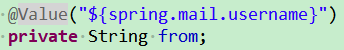 @Value("${spring.mail.username}")
private String from;